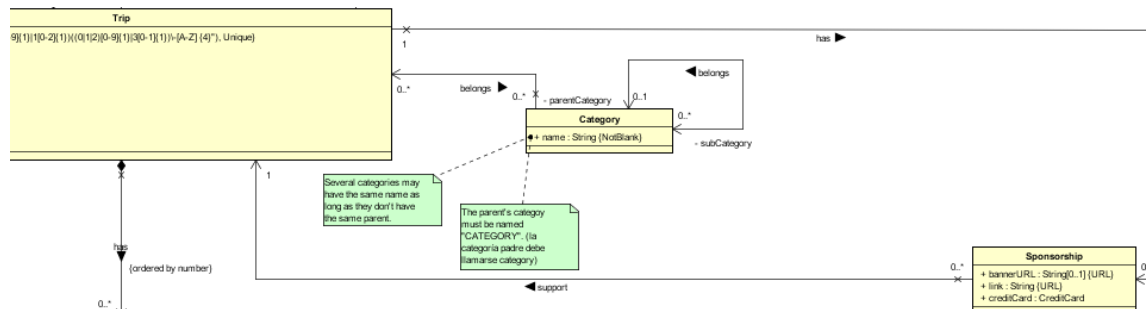 Trip
9]{1}|1[0-2]{1})((0|1|2)[0-9]{1}|3[0-1]{1})\-[A-Z]{4}"), Unique}
1
has
belongs
0..*
0..*
- parentCategory
0..1
belongs
0..*
- subCategory
Category
+ name : String {NotBlank}
Several categories may
have the same name as
long as they don't have
the same parent.
The parent's categoy
must be named
"CATEGORY". (la
categoría padre debe
llamarse category)
1
has
{ordered by number}
0..*
support
0..*
Sponsorship
+ bannerURL : String[0..1] {URL}
+ link : String {URL}
+ creditCard : CreditCard